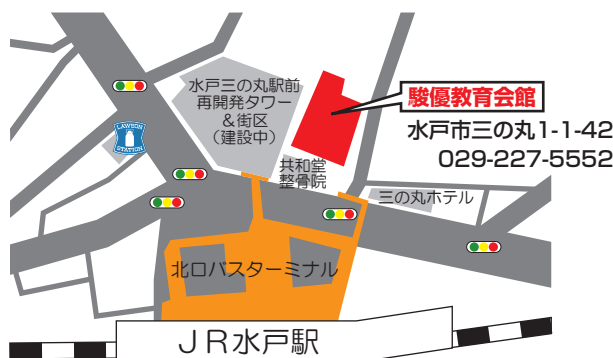 水戸三の丸駅前
再開発タワー
＆街区
（建設中）
駿優教育会館
水戸市三の丸1-1-42
029-227-5552
LAWSON
STATION
共和堂
整骨院
三の丸ホテル
北口バスターミナル
ＪＲ水戸駅